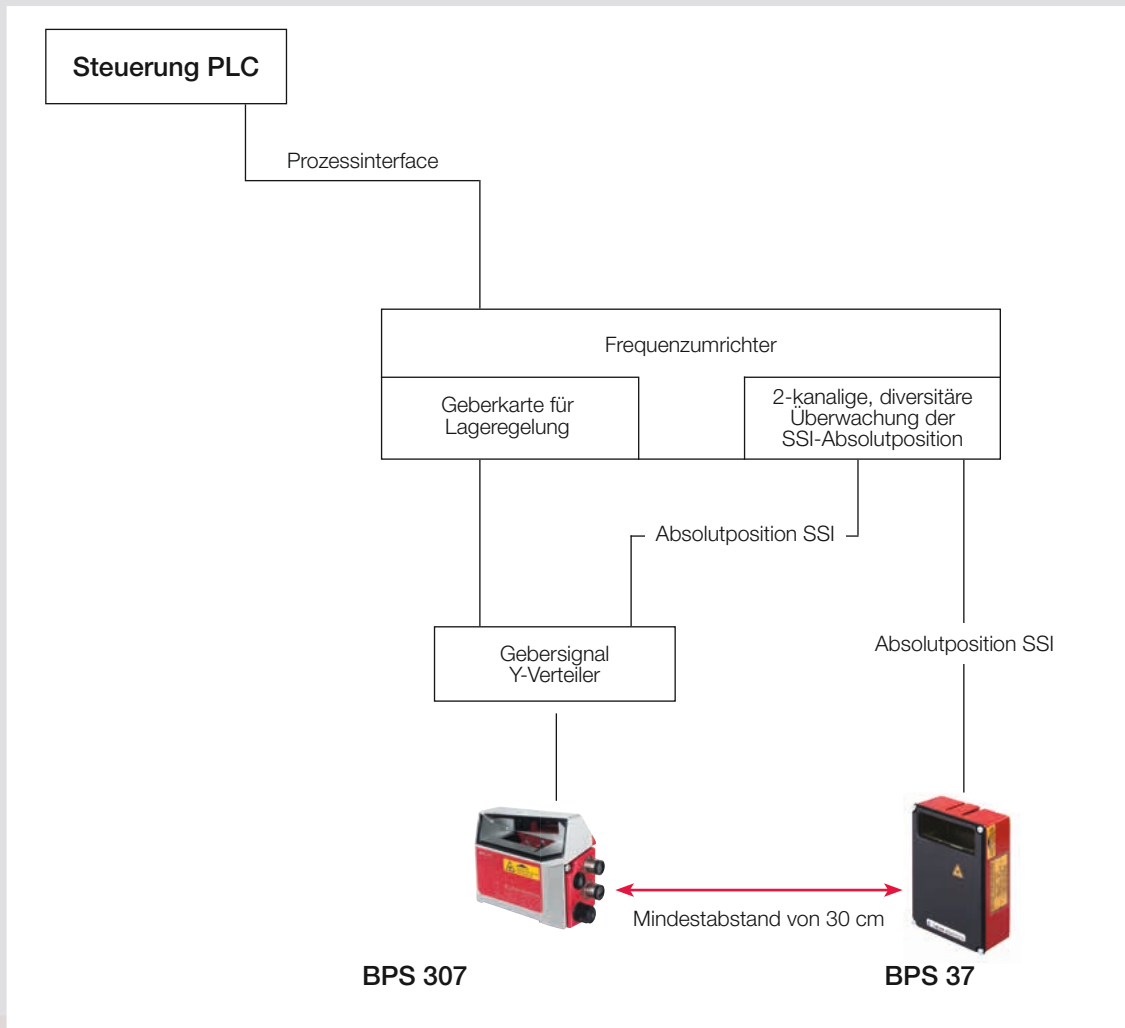 Steuerung PLC
Prozessinterface
Frequenzumrichter
Geberkarte für
Lageregelung
2-kanalige, diversitäre
Überwachung der
SSI-Absolutposition
Absolutposition SSI
Absolutposition SSI
Gebersignal
Y-Verteiler
Mindestabstand von 30 cm
BPS 307
BPS 37